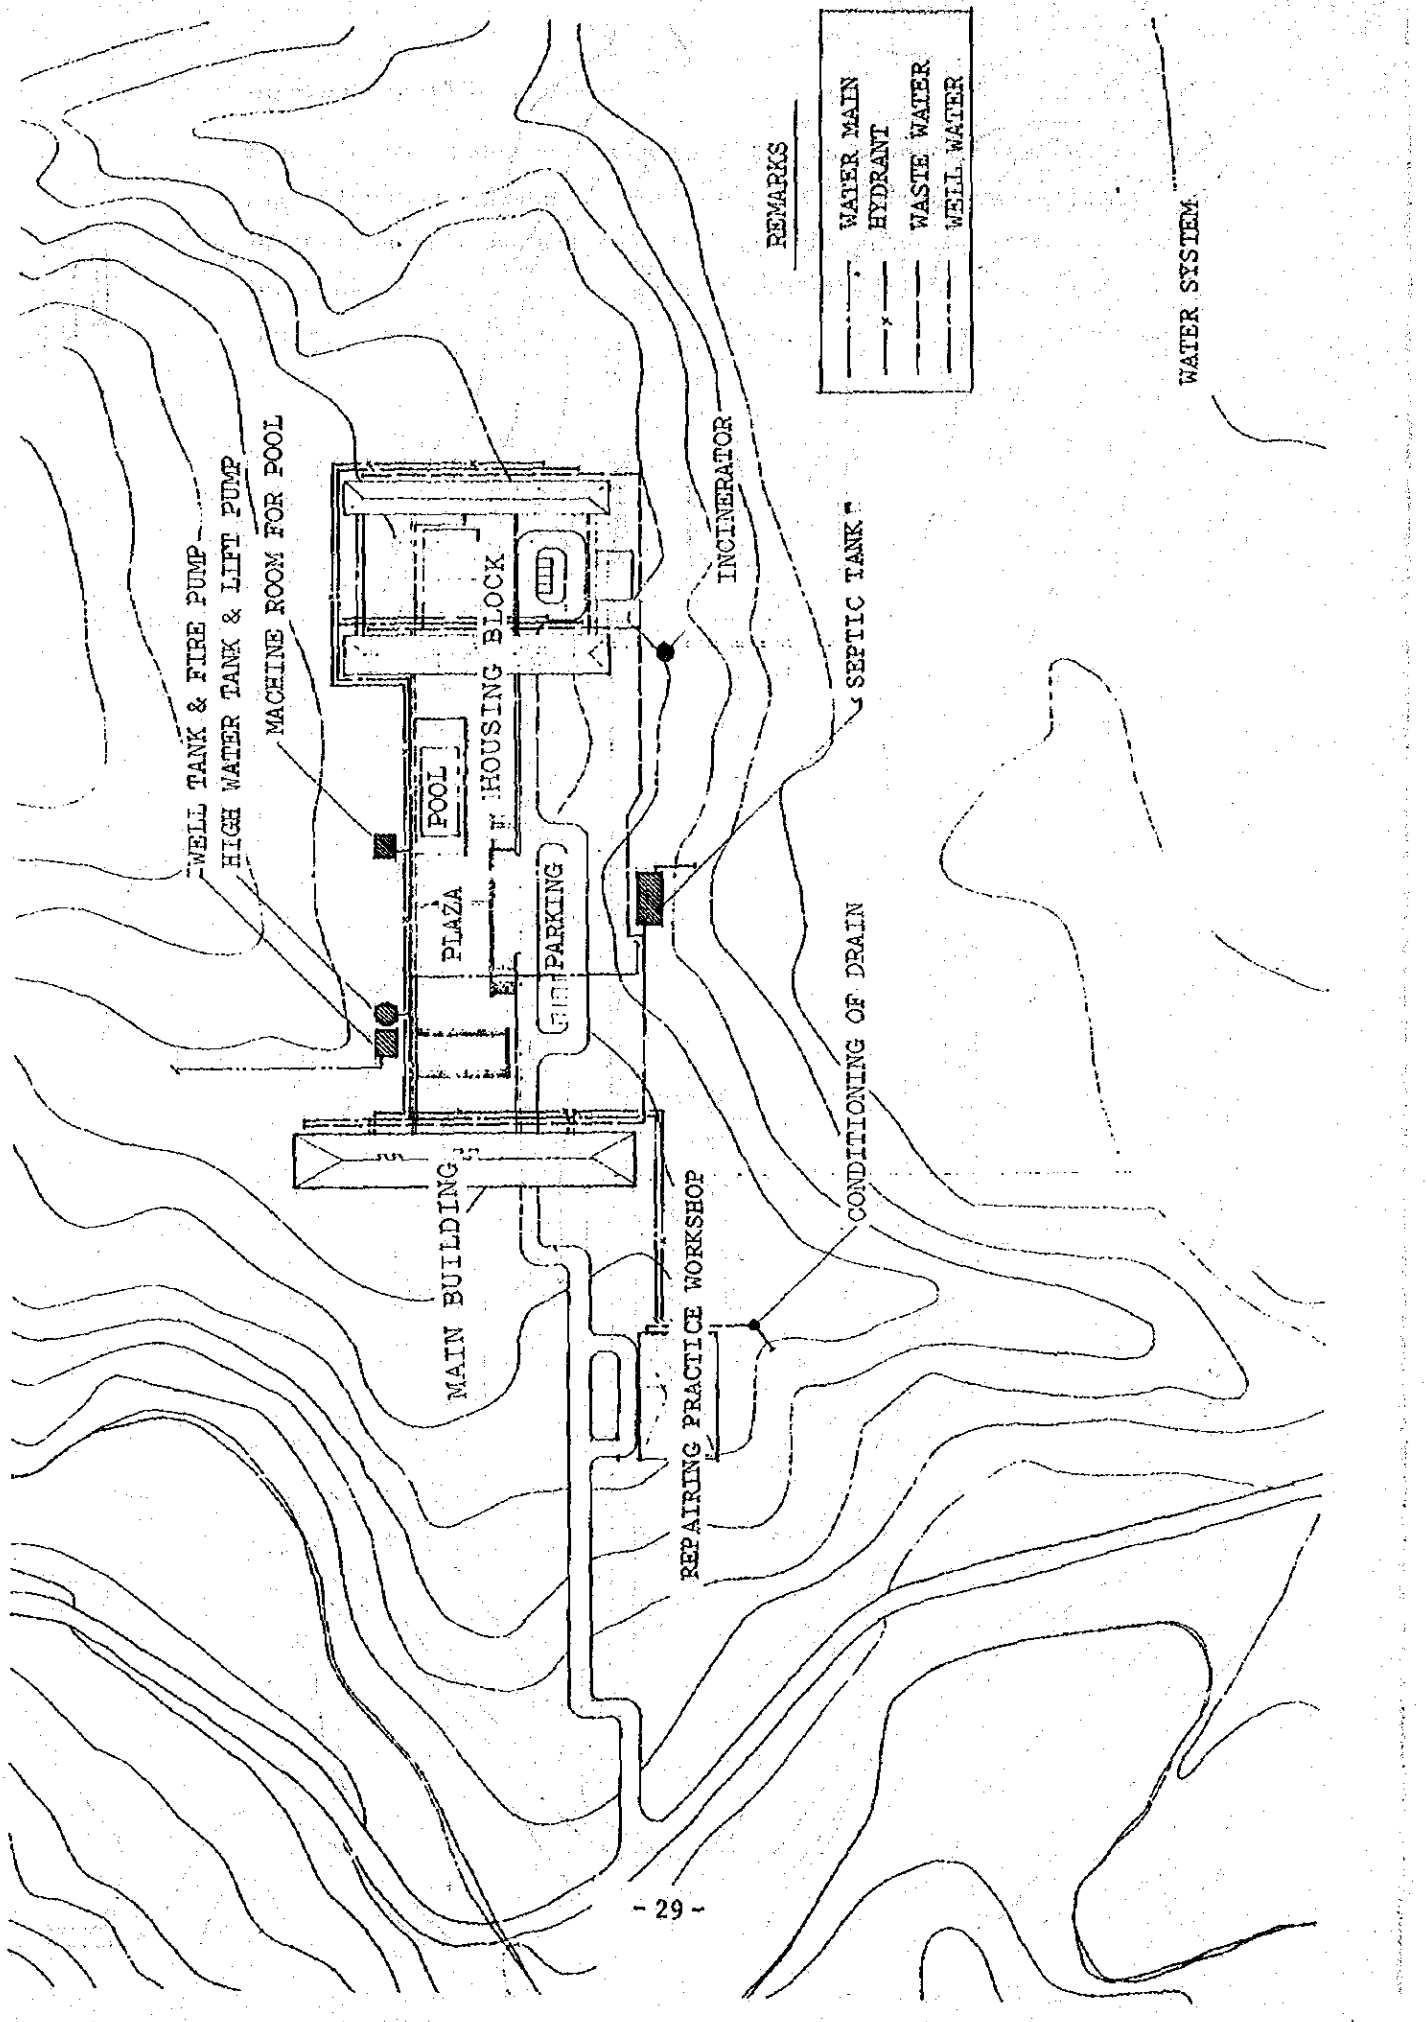 WELL TANK & FIRE PUMP
HIGH WATER TANK & LIFT PUMP
MACHINE ROOM FOR POOL
POOL
PLAZA
HOUSING BLOCK
PARKING
MAIN BUILDING
REPAIRING PRACTICE WORKSHOP
INCINERATOR
SEPTIC TANK
CONDITIONING OF DRAIN
REMARKS
WATER MAIN
HYDRANT
WASTE WATER
WELL WATER
WATER SYSTEM
- 29 -